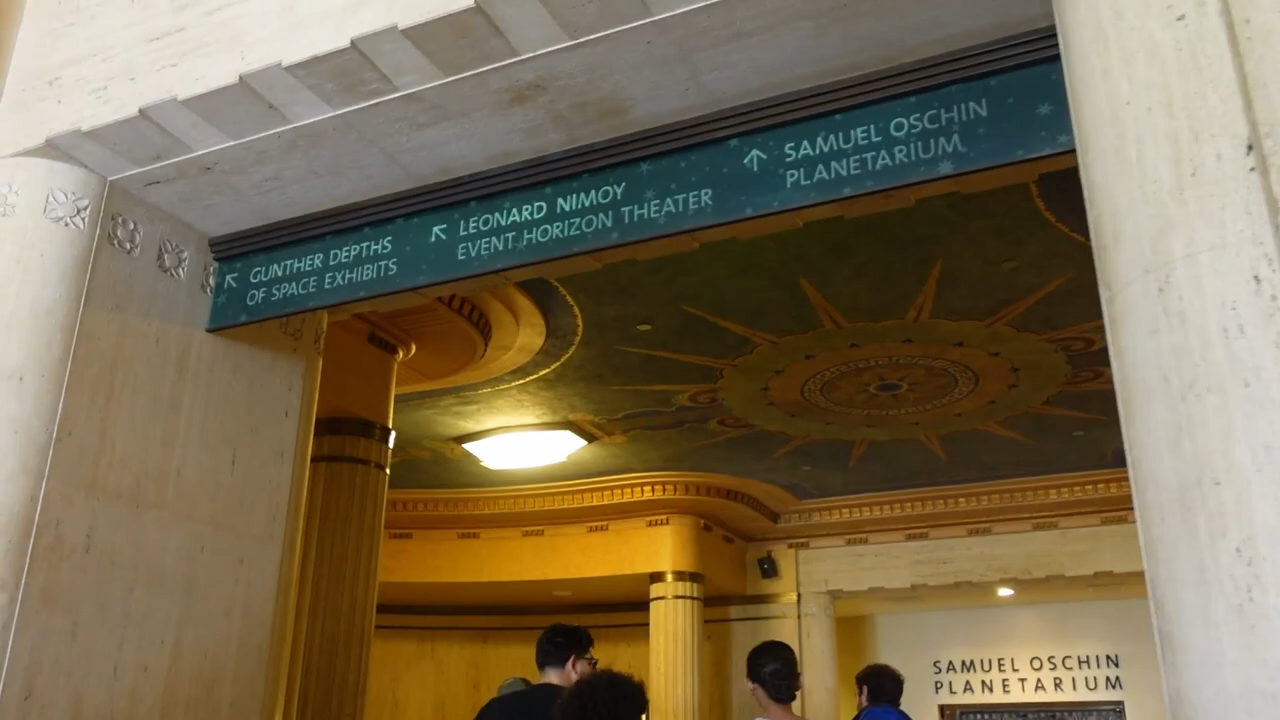 GUNTHER DEPTHS
OF SPACE EXHIBITS
LEONARD NIMOY
EVENT HORIZON THEATER
SAMUEL OSCHIN
PLANETARIUM
SAMUEL OSCHIN
PLANETARIUM